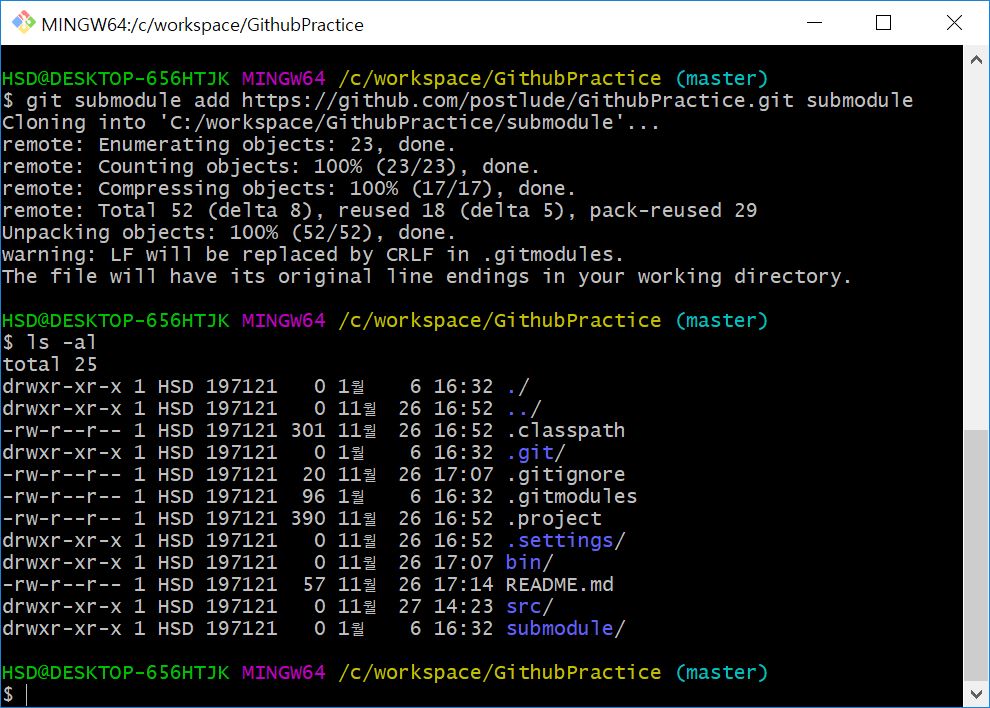 MINGW64:/c/workspace/GithubPractice
HSD@DESKTOP-656HTJK MINGW64 /c/workspace/GithubPractice (master)
$ git submodule add https://github.com/postlude/GithubPractice.git submodule
Cloning into 'C:/workspace/GithubPractice/submodule'...
remote: Enumerating objects: 23, done.
remote: Counting objects: 100% (23/23), done.
remote: Compressing objects: 100% (17/17), done.
remote: Total 52 (delta 8), reused 18 (delta 5), pack-reused 29
Unpacking objects: 100% (52/52), done.
warning: LF will be replaced by CRLF in .gitmodules.
The file will have its original line endings in your working directory.
HSD@DESKTOP-656HTJK MINGW64 /c/workspace/GithubPractice (master)
$ ls -al
total 25
drwxr-xr-x 1 HSD 197121   0 1월    6 16:32 ./
drwxr-xr-x 1 HSD 197121   0 11월  26 16:52 ../
-rw-r--r-- 1 HSD 197121 301 11월  26 16:52 .classpath
drwxr-xr-x 1 HSD 197121   0 1월    6 16:32 .git/
-rw-r--r-- 1 HSD 197121  20 11월  26 17:07 .gitignore
-rw-r--r-- 1 HSD 197121  96 1월    6 16:32 .gitmodules
-rw-r--r-- 1 HSD 197121 390 11월  26 16:52 .project
drwxr-xr-x 1 HSD 197121   0 11월  26 16:52 .settings/
drwxr-xr-x 1 HSD 197121   0 11월  26 17:07 bin/
-rw-r--r-- 1 HSD 197121  57 11월  26 17:14 README.md
drwxr-xr-x 1 HSD 197121   0 11월  27 14:23 src/
drwxr-xr-x 1 HSD 197121   0 1월    6 16:32 submodule/
HSD@DESKTOP-656HTJK MINGW64 /c/workspace/GithubPractice (master)
$